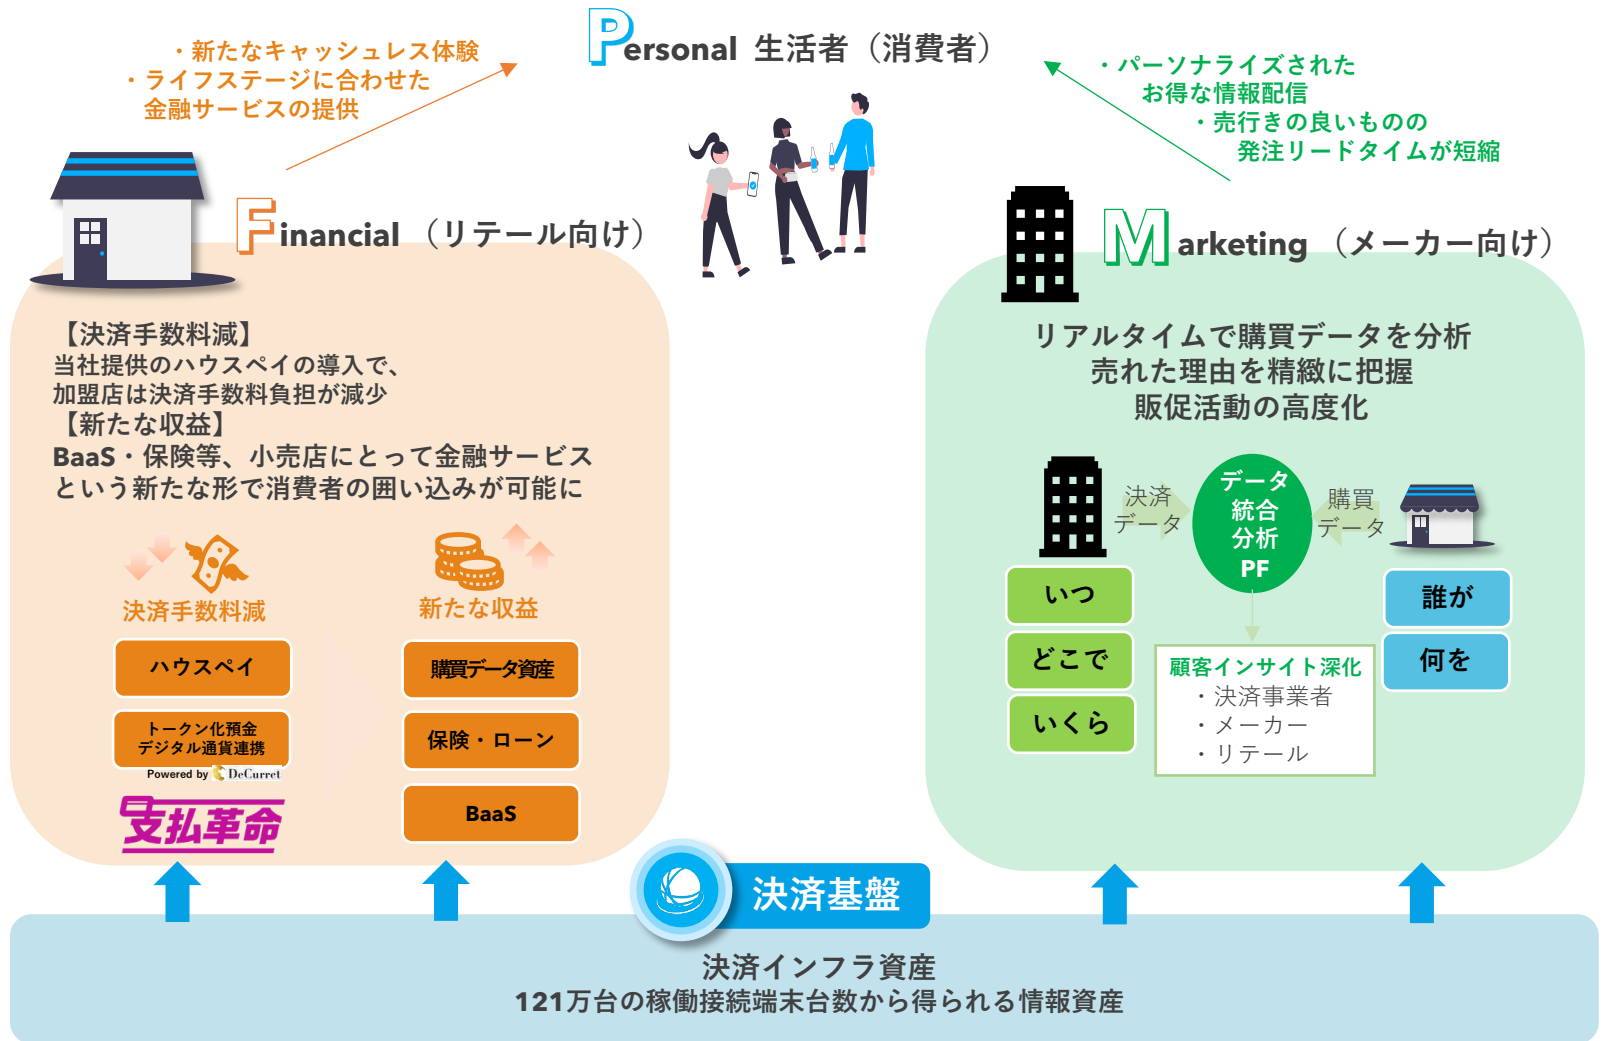 Personal 生活者（消費者）
・新たなキャッシュレス体験
・ライフステージに合わせた
金融サービスの提供
・パーソナライズされた
お得な情報配信
・売行きの良いものの
発注リードタイムが短縮
Financial （リテール向け）
【決済手数料減】
当社提供のハウスペイの導入で、
加盟店は決済手数料負担が減少
【新たな収益】
BaaS・保険等、小売店にとって金融サービス
という新たな形で消費者の囲い込みが可能に
決済手数料減
ハウスペイ
トークン化預金
デジタル通貨連携
Powered by DeCurret
支払革命
新たな収益
購買データ資産
保険・ローン
BaaS
Marketing （メーカー向け）
リアルタイムで購買データを分析
売れた理由を精緻に把握
販促活動の高度化
決済
データ
データ
統合
分析
PF
購買
データ
いつ
どこで
いくら
誰が
何を
顧客インサイト深化
・決済事業者
・メーカー
・リテール
決済基盤
決済インフラ資産
121万台の稼働接続端末台数から得られる情報資産